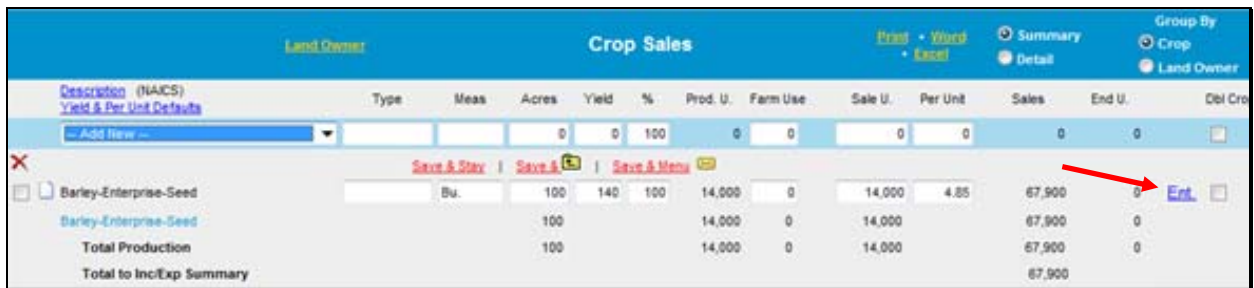 Group By
Land Owner Crop Sales Print • Word Summary Crop
• Excel Detail Land Owner
Description (NAICS) Type Meas Acres Yield % Prod. U. Farm Use Sale U. Per Unit Sales End U. Dbl Cro
Yield & Per Unit Defaults
-- Add New -- 0 0 100 0 0 0 0 0 0
Save & Stay | Save & | Save & Menu
Barley-Enterprise-Seed Bu. 100 140 100 14,000 0 14,000 4.85 67,900 0 Ent.
Barley-Enterprise-Seed 100 14,000 0 14,000 67,900 0
Total Production 100 14,000 0 14,000 67,900 0
Total to Inc/Exp Summary 67,900